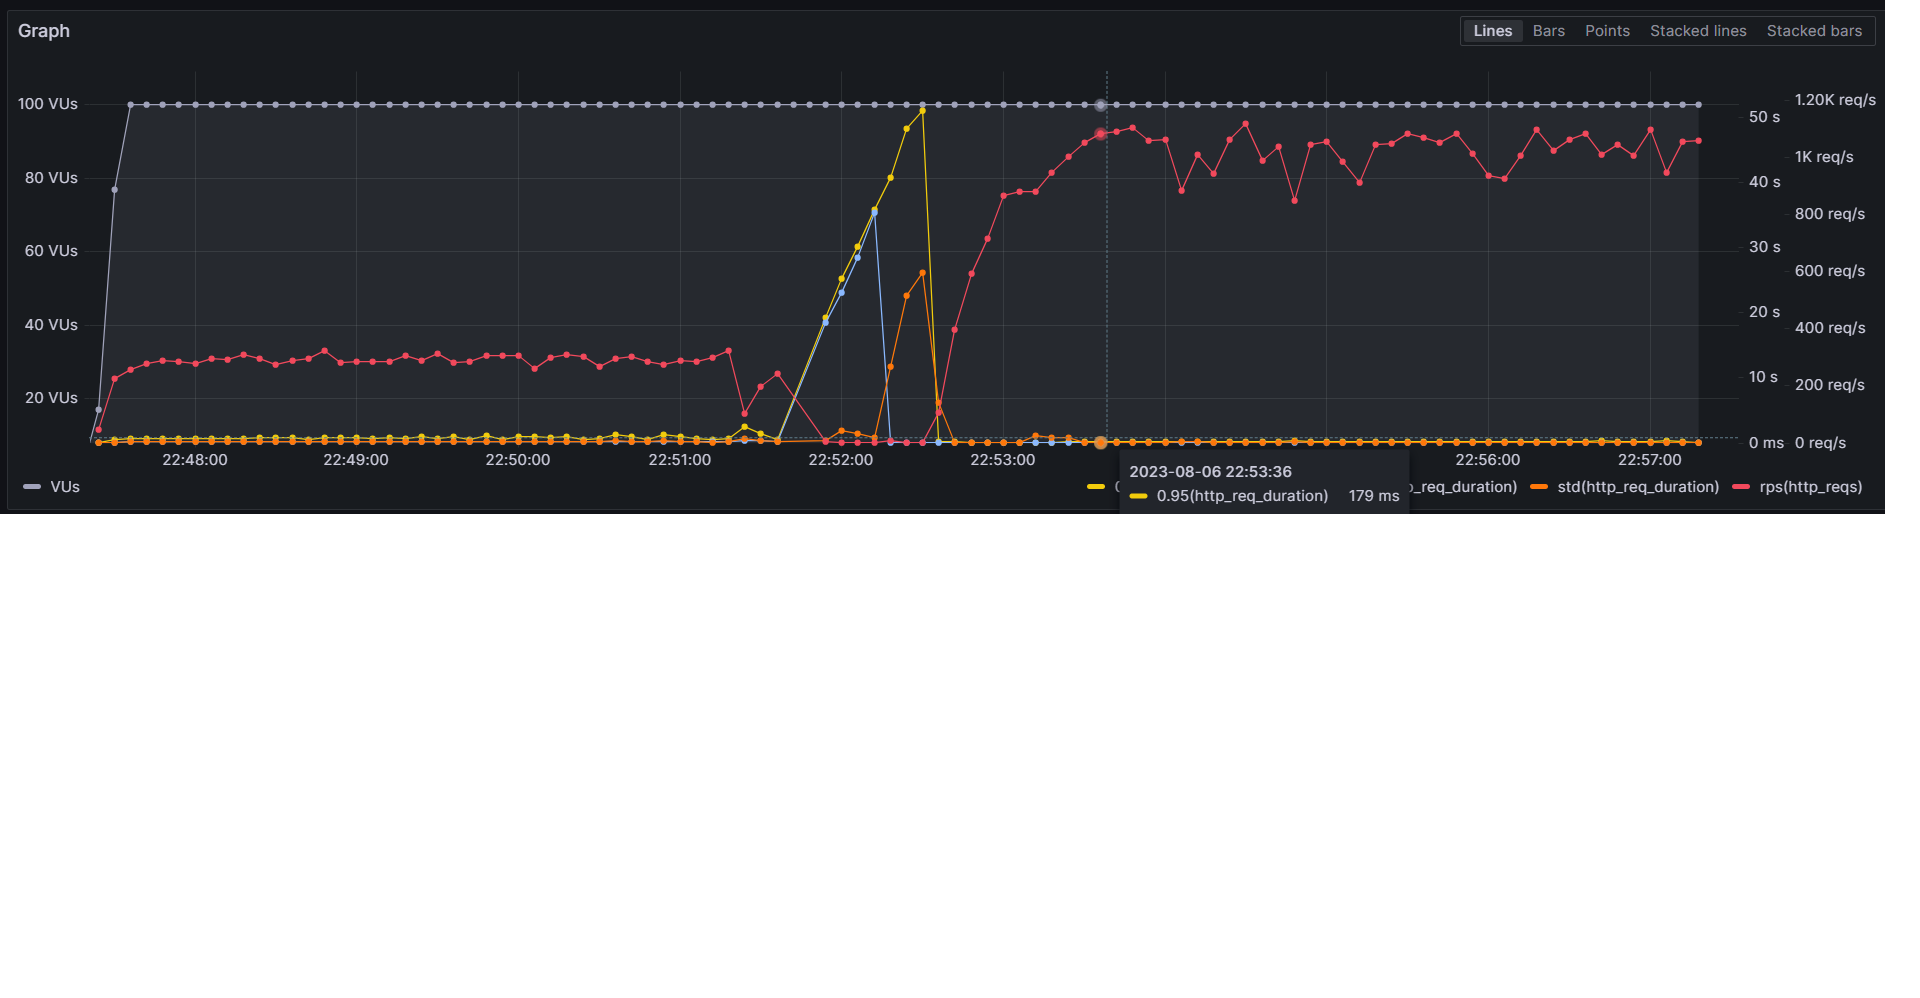 Graph
Lines Bars Points Stacked lines Stacked bars
100 VUs
80 VUs
60 VUs
40 VUs
20 VUs
50 s
40 s
30 s
20 s
10 s
0 ms
1.20K req/s
1K req/s
800 req/s
600 req/s
400 req/s
200 req/s
0 req/s
22:48:00 22:49:00 22:50:00 22:51:00 22:52:00 22:53:00 22:56:00 22:57:00
2023-08-06 22:53:36
0.95(http_req_duration) 179 ms
VUs _req_duration) std(http_req_duration) rps(http_reqs)